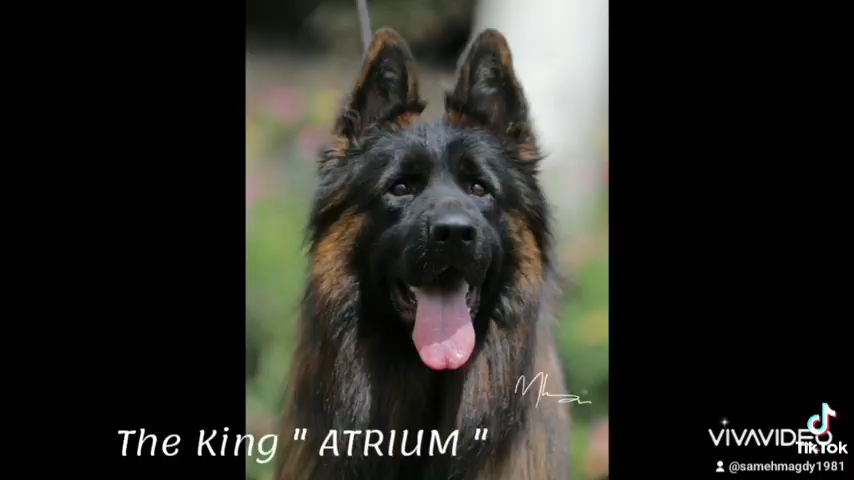 The King " ATRIUM "
VIVAVIDEO
TikTok
@samehmagdy1981